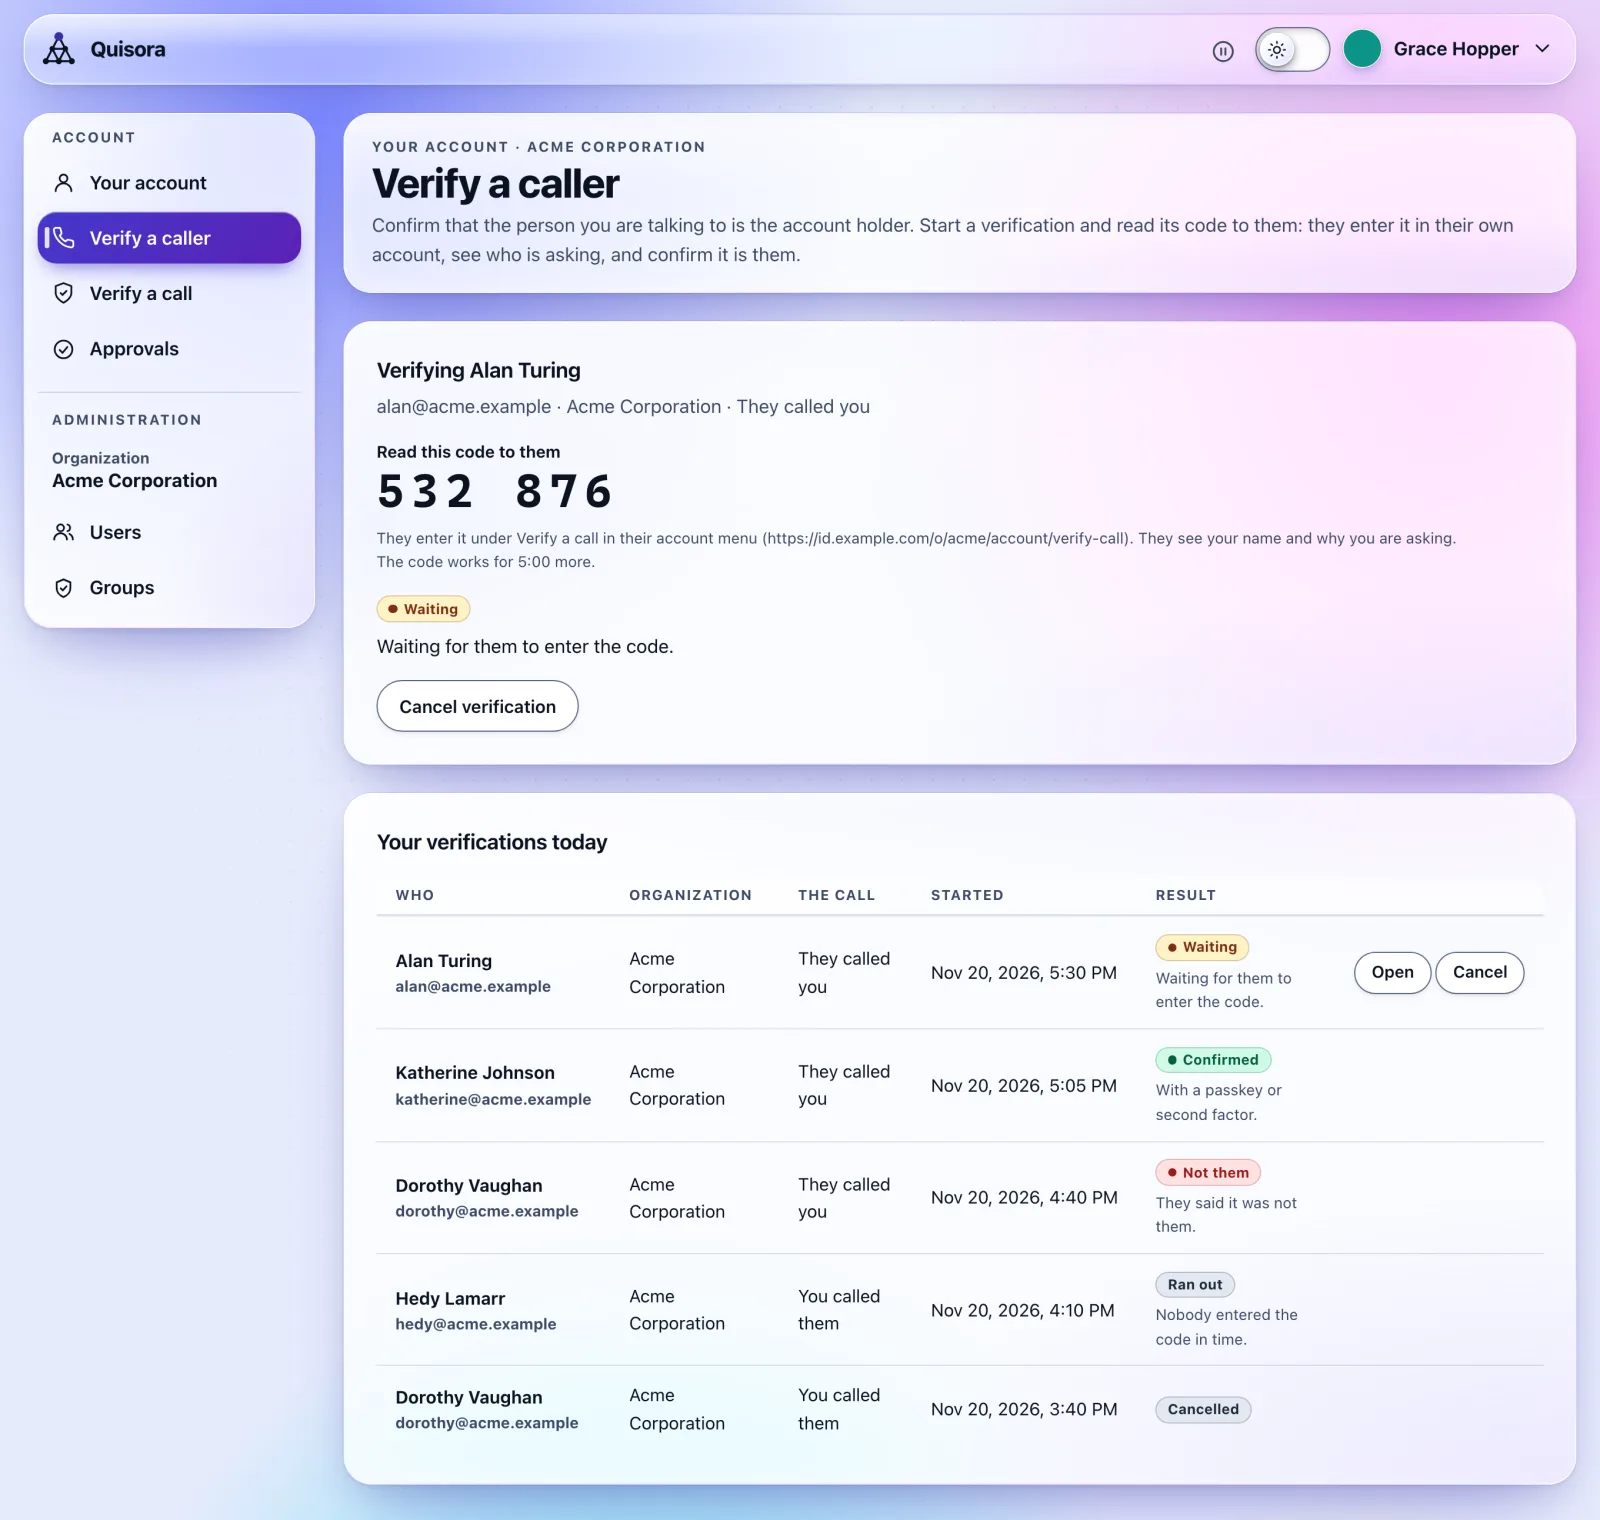 Quisora
Grace Hopper
ACCOUNT
Your account
Verify a caller
Verify a call
Approvals
ADMINISTRATION
Organization
Acme Corporation
Users
Groups
YOUR ACCOUNT · ACME CORPORATION
Verify a caller
Confirm that the person you are talking to is the account holder. Start a verification and read its code to them: they enter it in their own
account, see who is asking, and confirm it is them.
Verifying Alan Turing
alan@acme.example · Acme Corporation · They called you
Read this code to them
532 876
They enter it under Verify a call in their account menu (https://id.example.com/o/acme/account/verify-call). They see your name and why you are asking.
The code works for 5:00 more.
Waiting
Waiting for them to enter the code.
Cancel verification
Your verifications today
WHO ORGANIZATION THE CALL STARTED RESULT
Alan Turing
alan@acme.example
Acme
Corporation
They called
you
Nov 20, 2026, 5:30 PM
Waiting
Waiting for them to
enter the code.
Open Cancel
Katherine Johnson
katherine@acme.example
Acme
Corporation
They called
you
Nov 20, 2026, 5:05 PM
Confirmed
With a passkey or
second factor.
Dorothy Vaughan
dorothy@acme.example
Acme
Corporation
They called
you
Nov 20, 2026, 4:40 PM
Not them
They said it was not
them.
Hedy Lamarr
hedy@acme.example
Acme
Corporation
You called
them
Nov 20, 2026, 4:10 PM
Ran out
Nobody entered the
code in time.
Dorothy Vaughan
dorothy@acme.example
Acme
Corporation
You called
them
Nov 20, 2026, 3:40 PM
Cancelled